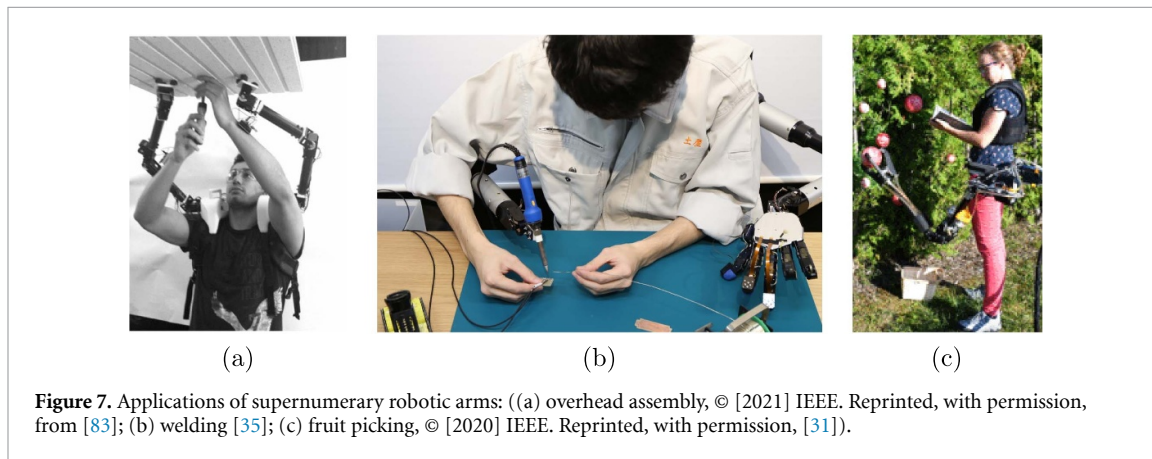 (a)
(b)
(c)
Figure 7. Applications of supernumerary robotic arms: ((a) overhead assembly, © [2021] IEEE. Reprinted, with permission,
from [83]; (b) welding [35]; (c) fruit picking, © [2020] IEEE. Reprinted, with permission, [31]).